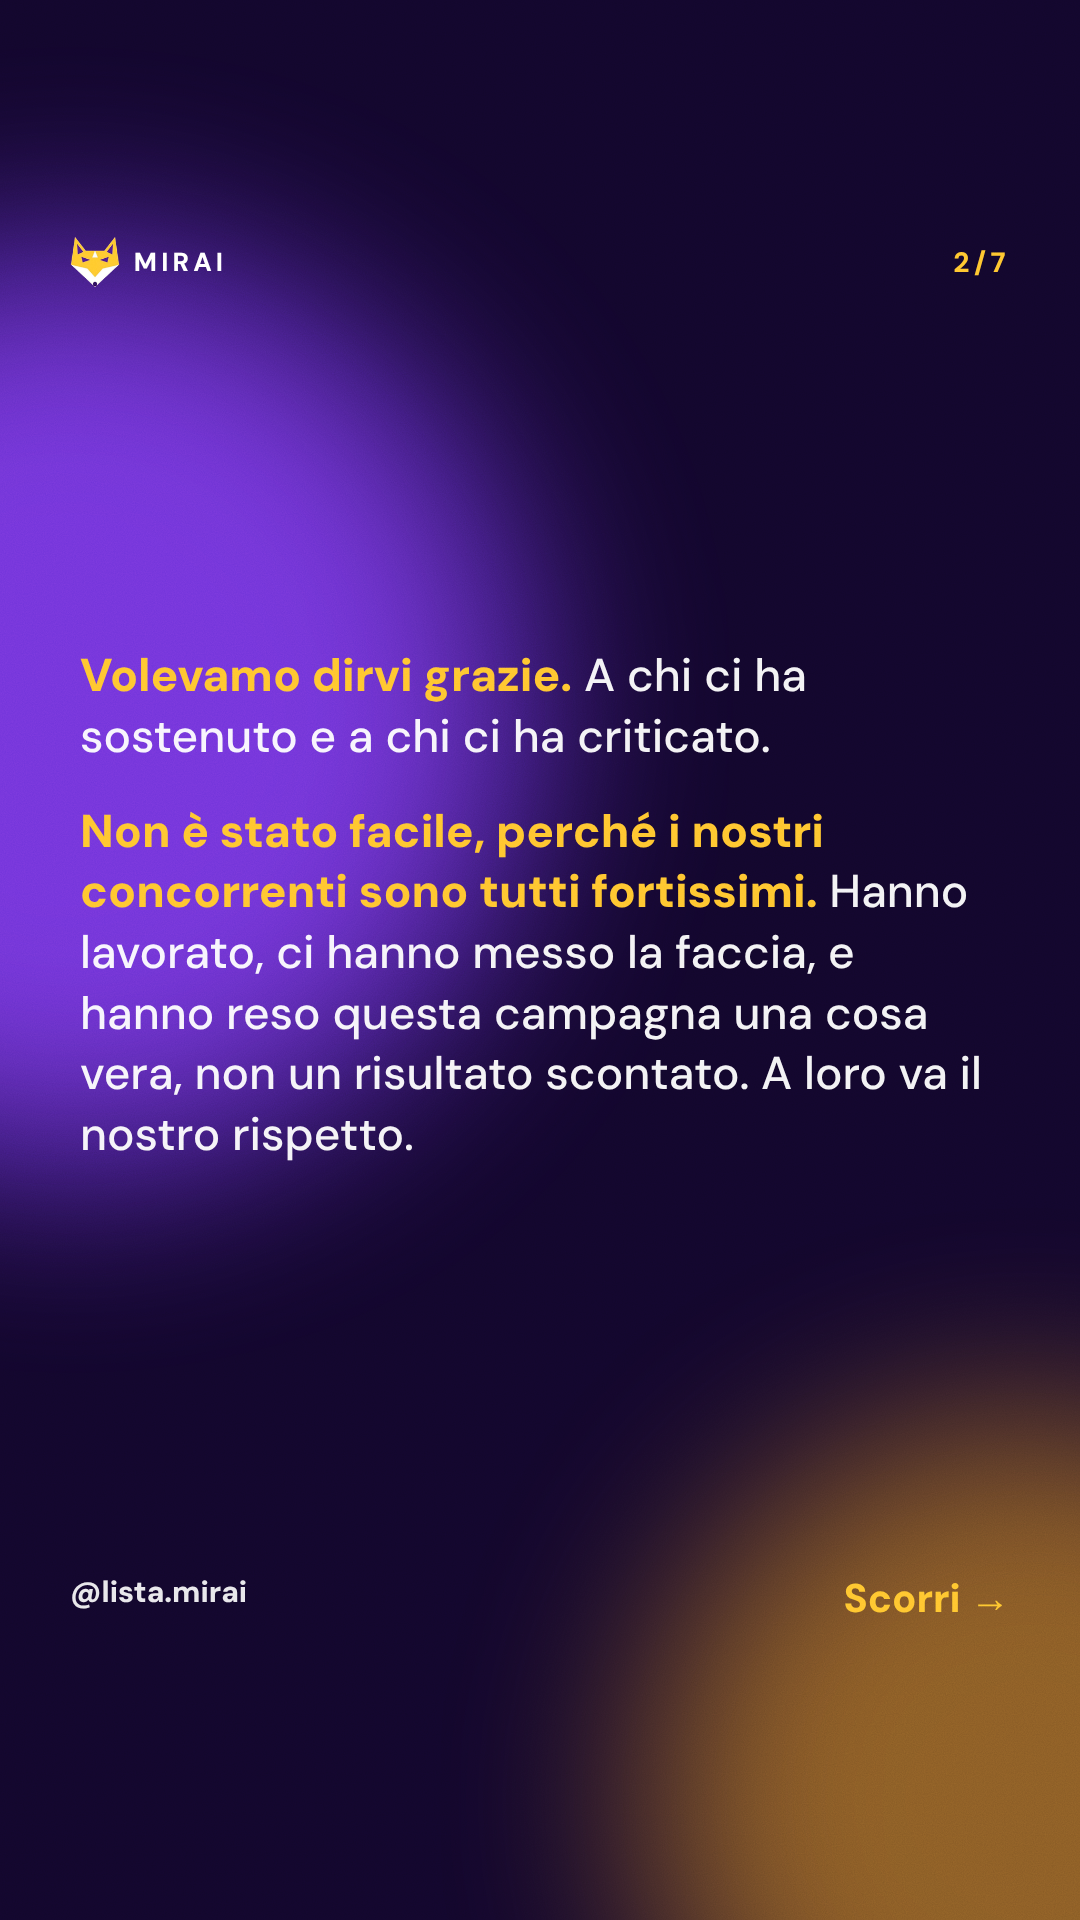 MIRAI
2/7
Volevamo dirvi grazie. A chi ci ha
sostenuto e a chi ci ha criticato.
Non è stato facile, perché i nostri
concorrenti sono tutti fortissimi. Hanno
lavorato, ci hanno messo la faccia, e
hanno reso questa campagna una cosa
vera, non un risultato scontato. A loro va il
nostro rispetto.
@lista.mirai
Scorri →